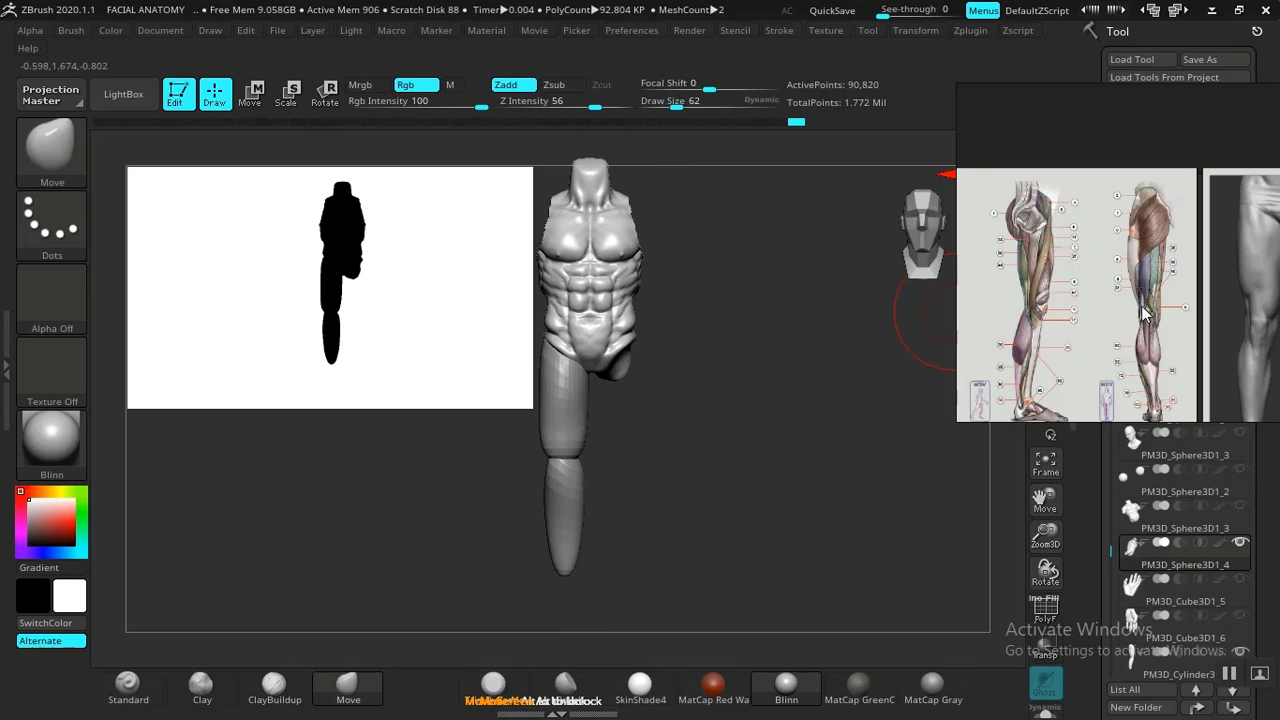 ZBrush 2020.1.1 FACIAL ANATOMY .. • Free Mem 9.058GB • Active Mem 906 • Scratch Disk 88 • Timer▶0.004 • PolyCount▶92.804 KP • MeshCount▶2 AC QuickSave See-through 0 Menus DefaultZScript
Alpha Brush Color Document Draw Edit File Layer Light Macro Marker Material Movie Picker Preferences Render Stencil Stroke Texture Tool Transform Zplugin Zscript
Help
Tool
-0.598,1.674,-0.802
Load Tool Save As
Load Tools From Project
Projection Master
LightBox
Edit Draw Move Scale Rotate
Mrgb Rgb M
Rgb Intensity 100
Zadd Zsub Zcut
Z Intensity 56
Focal Shift 0
Draw Size 62 Dynamic
ActivePoints: 90,820
TotalPoints: 1.772 Mil
Move
Dots
Alpha Off
Texture Off
Blinn
Gradient
SwitchColor
Alternate
Frame
Move
Zoom3D
Rotate
PolyF
Transp
Ghost
Dynamic
PM3D_Sphere3D1_3
PM3D_Sphere3D1_2
PM3D_Sphere3D1_3
PM3D_Sphere3D1_4
PM3D_Cube3D1_5
PM3D_Cube3D1_6
PM3D_Cylinder3
List All
New Folder
Activate Windows
Go to Settings to activate Windows.
Standard Clay ClayBuildup Move SkinShade4 MatCap Red Wa Blinn MatCap GreenC MatCap Gray